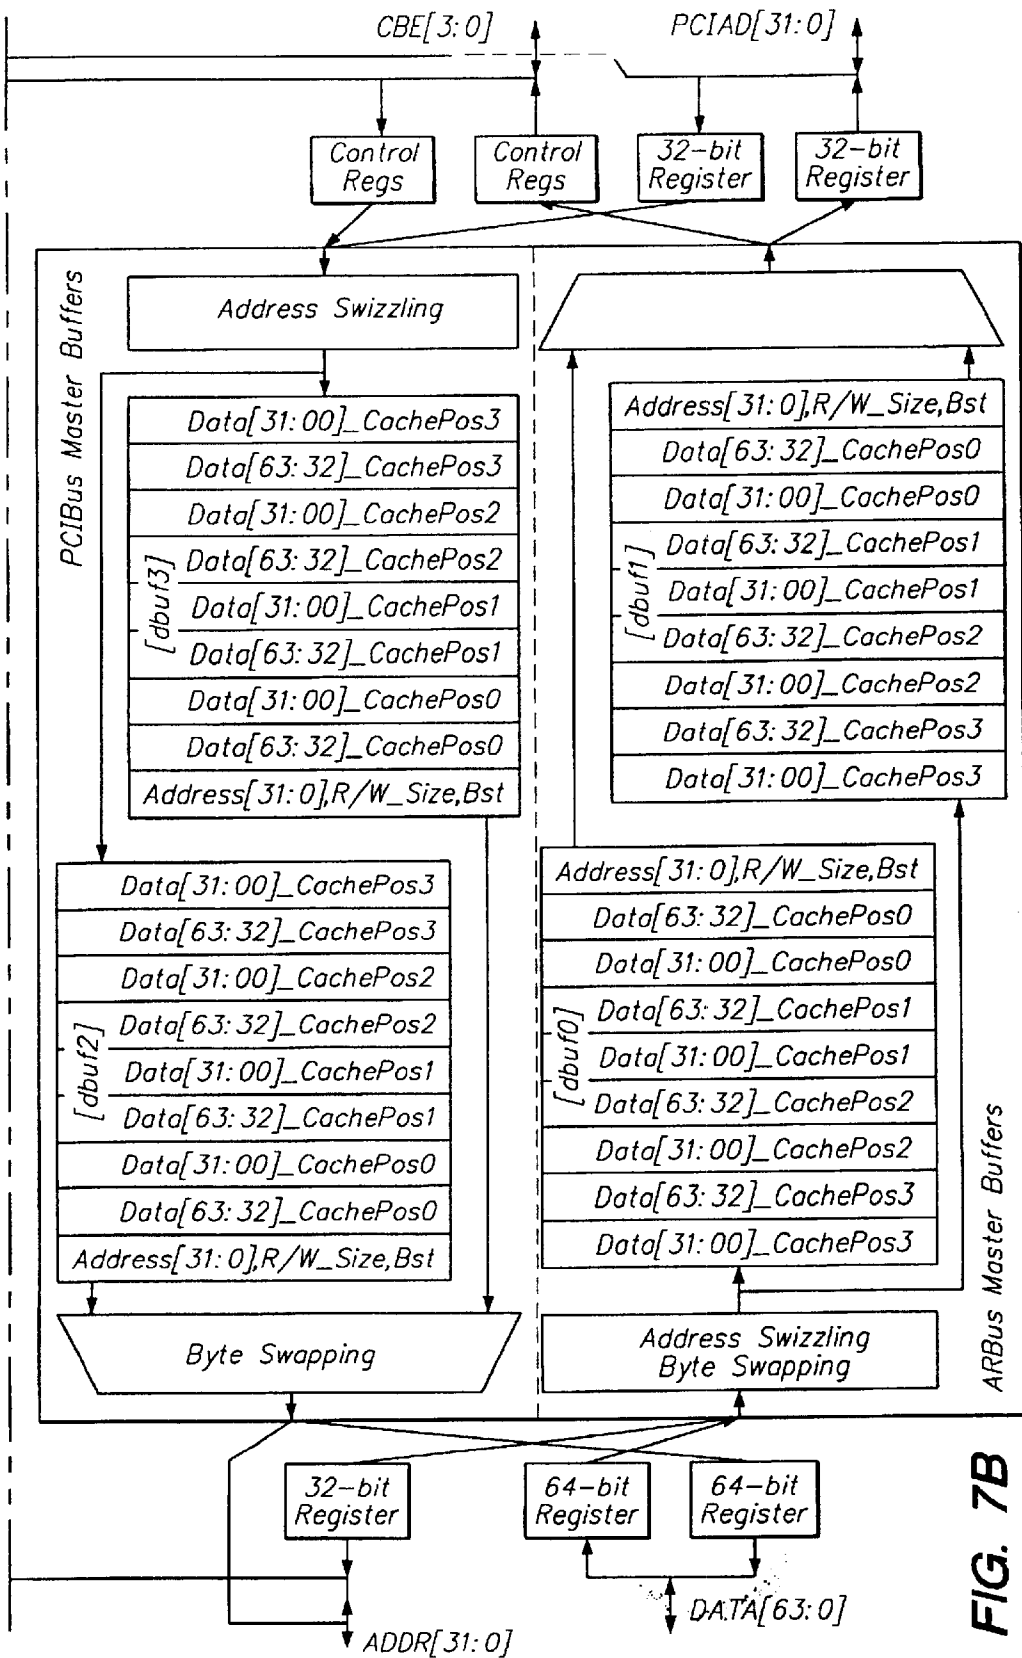 CBE[3:0]
PCIAD[31:0]
Control
Regs
Control
Regs
32-bit
Register
32-bit
Register
PCIBus Master Buffers
Address Swizzling
Data[31:00]_CachePos3
Data[63:32]_CachePos3
Data[31:00]_CachePos2
Data[63:32]_CachePos2
Data[31:00]_CachePos1
Data[63:32]_CachePos1
Data[31:00]_CachePos0
Data[63:32]_CachePos0
Address[31:0],R/W_Size,Bst
[dbuf3]
Address[31:0],R/W_Size,Bst
Data[63:32]_CachePos0
Data[31:00]_CachePos0
Data[63:32]_CachePos1
Data[31:00]_CachePos1
Data[63:32]_CachePos2
Data[31:00]_CachePos2
Data[63:32]_CachePos3
Data[31:00]_CachePos3
[dbuf1]
Data[31:00]_CachePos3
Data[63:32]_CachePos3
Data[31:00]_CachePos2
Data[63:32]_CachePos2
Data[31:00]_CachePos1
Data[63:32]_CachePos1
Data[31:00]_CachePos0
Data[63:32]_CachePos0
Address[31:0],R/W_Size,Bst
[dbuf2]
Address[31:0],R/W_Size,Bst
Data[63:32]_CachePos0
Data[31:00]_CachePos0
Data[63:32]_CachePos1
Data[31:00]_CachePos1
Data[63:32]_CachePos2
Data[31:00]_CachePos2
Data[63:32]_CachePos3
Data[31:00]_CachePos3
[dbuf0]
Byte Swapping
Address Swizzling
Byte Swapping
ARBus Master Buffers
32-bit
Register
64-bit
Register
64-bit
Register
ADDR[31:0]
DATA[63:0]
FIG. 7B